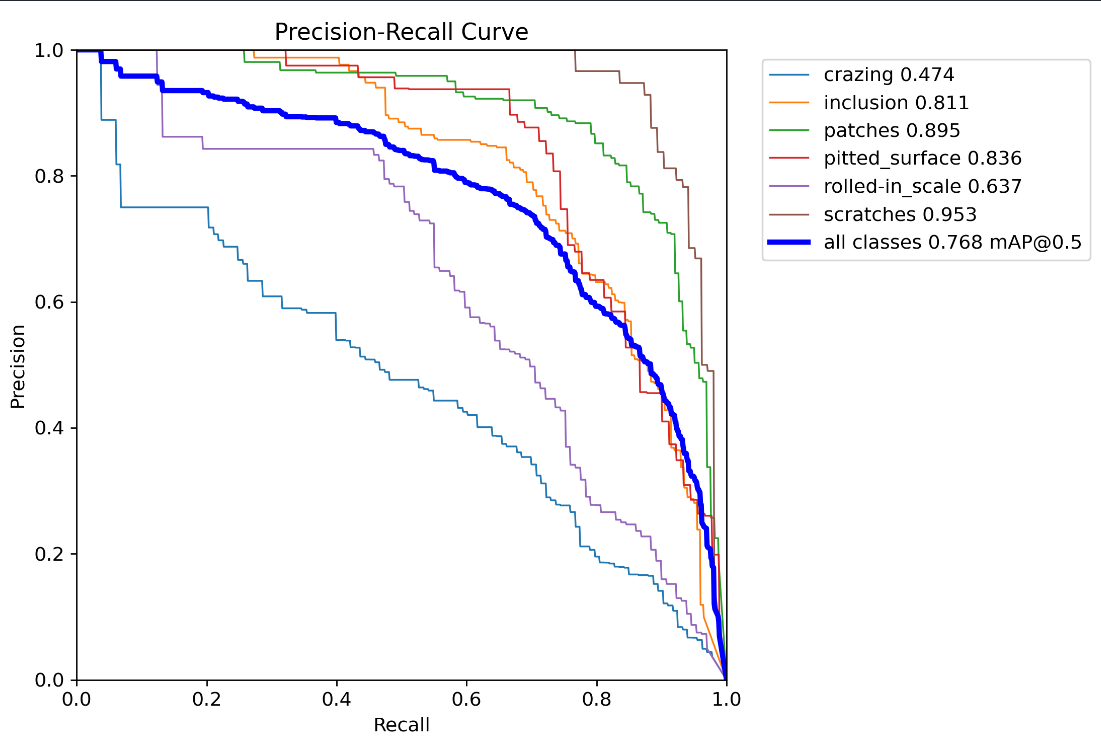 Precision-Recall Curve
1.0
0.8
0.6
0.4
0.2
0.0
Precision
0.0 0.2 0.4 0.6 0.8 1.0
Recall
crazing 0.474
inclusion 0.811
patches 0.895
pitted_surface 0.836
rolled-in_scale 0.637
scratches 0.953
all classes 0.768 mAP@0.5